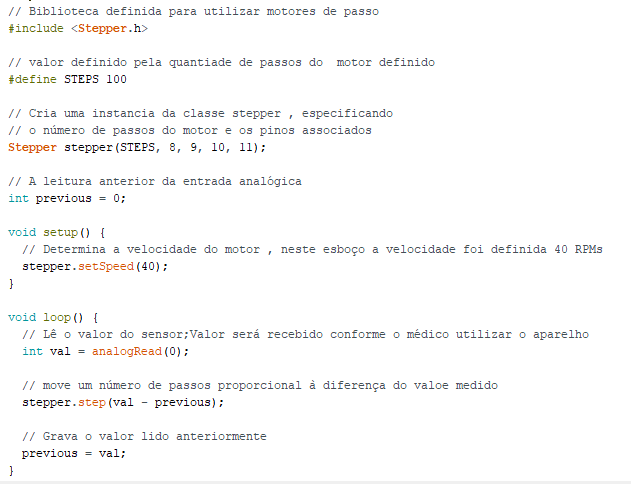 // Biblioteca definida para utilizar motores de passo
#include <Stepper.h>
// valor definido pela quantiade de passos do  motor definido
#define STEPS 100
// Cria uma instancia da classe stepper , especificando
// o número de passos do motor e os pinos associados
Stepper stepper(STEPS, 8, 9, 10, 11);
// A leitura anterior da entrada analógica
int previous = 0;
void setup() {
  // Determina a velocidade do motor , neste esboço a velocidade foi definida 40 RPMs
  stepper.setSpeed(40);
}
void loop() {
  // Lê o valor do sensor;Valor será recebido conforme o médico utilizar o aparelho
  int val = analogRead(0);
  // move um número de passos proporcional à diferença do valoe medido
  stepper.step(val - previous);
  // Grava o valor lido anteriormente
  previous = val;
}